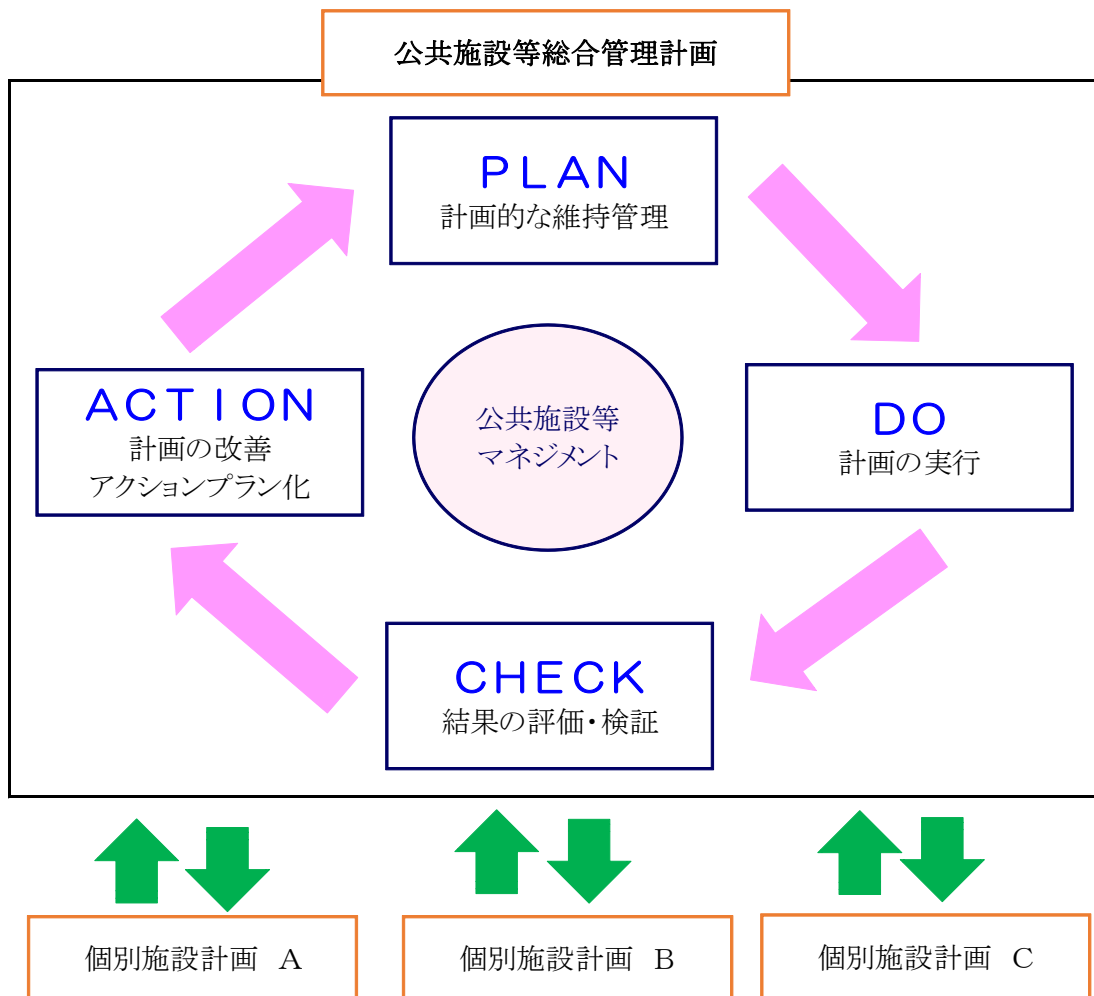 公共施設等総合管理計画
ＰＬＡＮ
計画的な維持管理
ＡＣＴＩＯＮ
計画の改善
アクションプラン化
公共施設等
マネジメント
ＤＯ
計画の実行
ＣＨＥＣＫ
結果の評価・検証
個別施設計画　Ａ
個別施設計画　Ｂ
個別施設計画　Ｃ